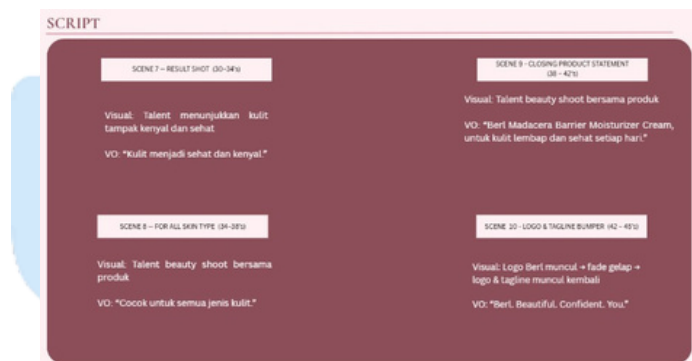 SCRIPT
SCENE 7 – RESULT SHOT (30–34's)
Visual: Talent menunjukkan kulit
tampak kenyal dan sehat
VO: "Kulit menjadi sehat dan kenyal."
SCENE 8 – FOR ALL SKIN TYPE (34–38's)
Visual: Talent beauty shoot bersama
produk
VO: "Cocok untuk semua jenis kulit."
SCENE 9 - CLOSING PRODUCT STATEMENT
(38 – 42's)
Visual: Talent beauty shoot bersama produk
VO: "Berl Madacera Barrier Moisturizer Cream,
untuk kulit lembap dan sehat setiap hari."
SCENE 10 - LOGO & TAGLINE BUMPER (42 – 45's)
Visual: Logo Berl muncul → fade gelap →
logo & tagline muncul kembali
VO: "Berl. Beautiful. Confident. You."